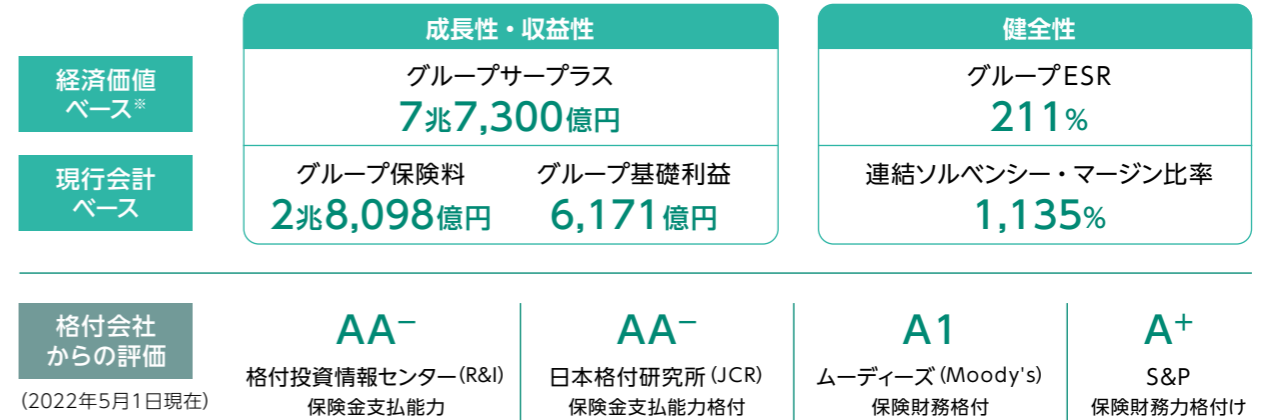 成長性・収益性
健全性
経済価値
ベース※
グループサープラス
7兆7,300億円
グループESR
211%
現行会計
ベース
グループ保険料
2兆8,098億円
グループ基礎利益
6,171億円
連結ソルベンシー・マージン比率
1,135%
格付会社
からの評価
(2022年5月1日現在)
AA−
格付投資情報センター(R&I)
保険金支払能力
AA−
日本格付研究所(JCR)
保険金支払能力格付
A1
ムーディーズ(Moody's)
保険財務格付
A+
S&P
保険財務力格付け